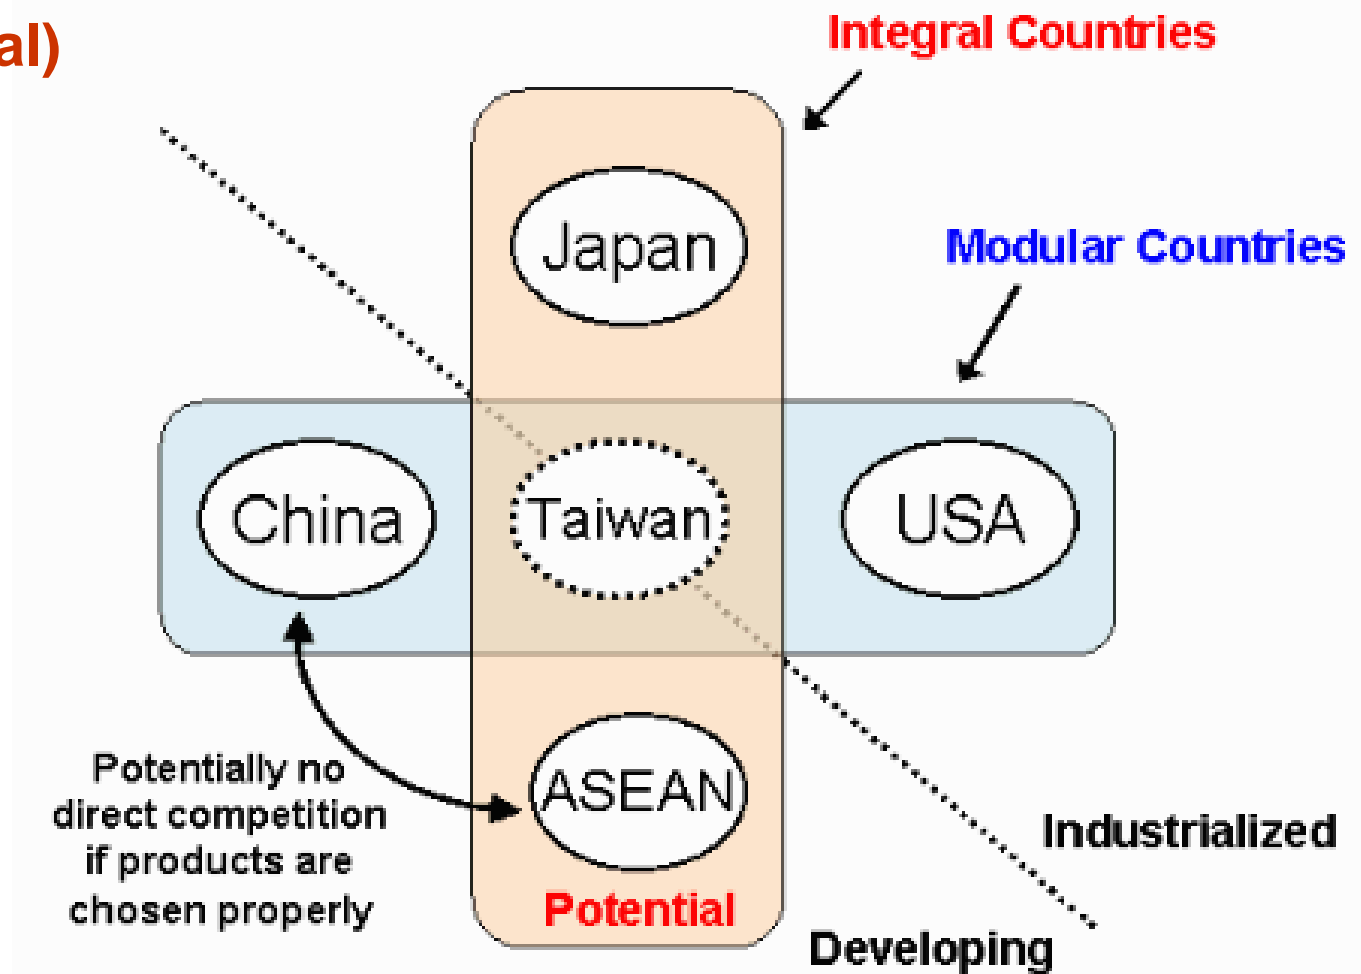 al)
Integral Countries
Japan
Modular Countries
China
Taiwan
USA
Potentially no
direct competition
if products are
chosen properly
ASEAN
Potential
Industrialized
Developing